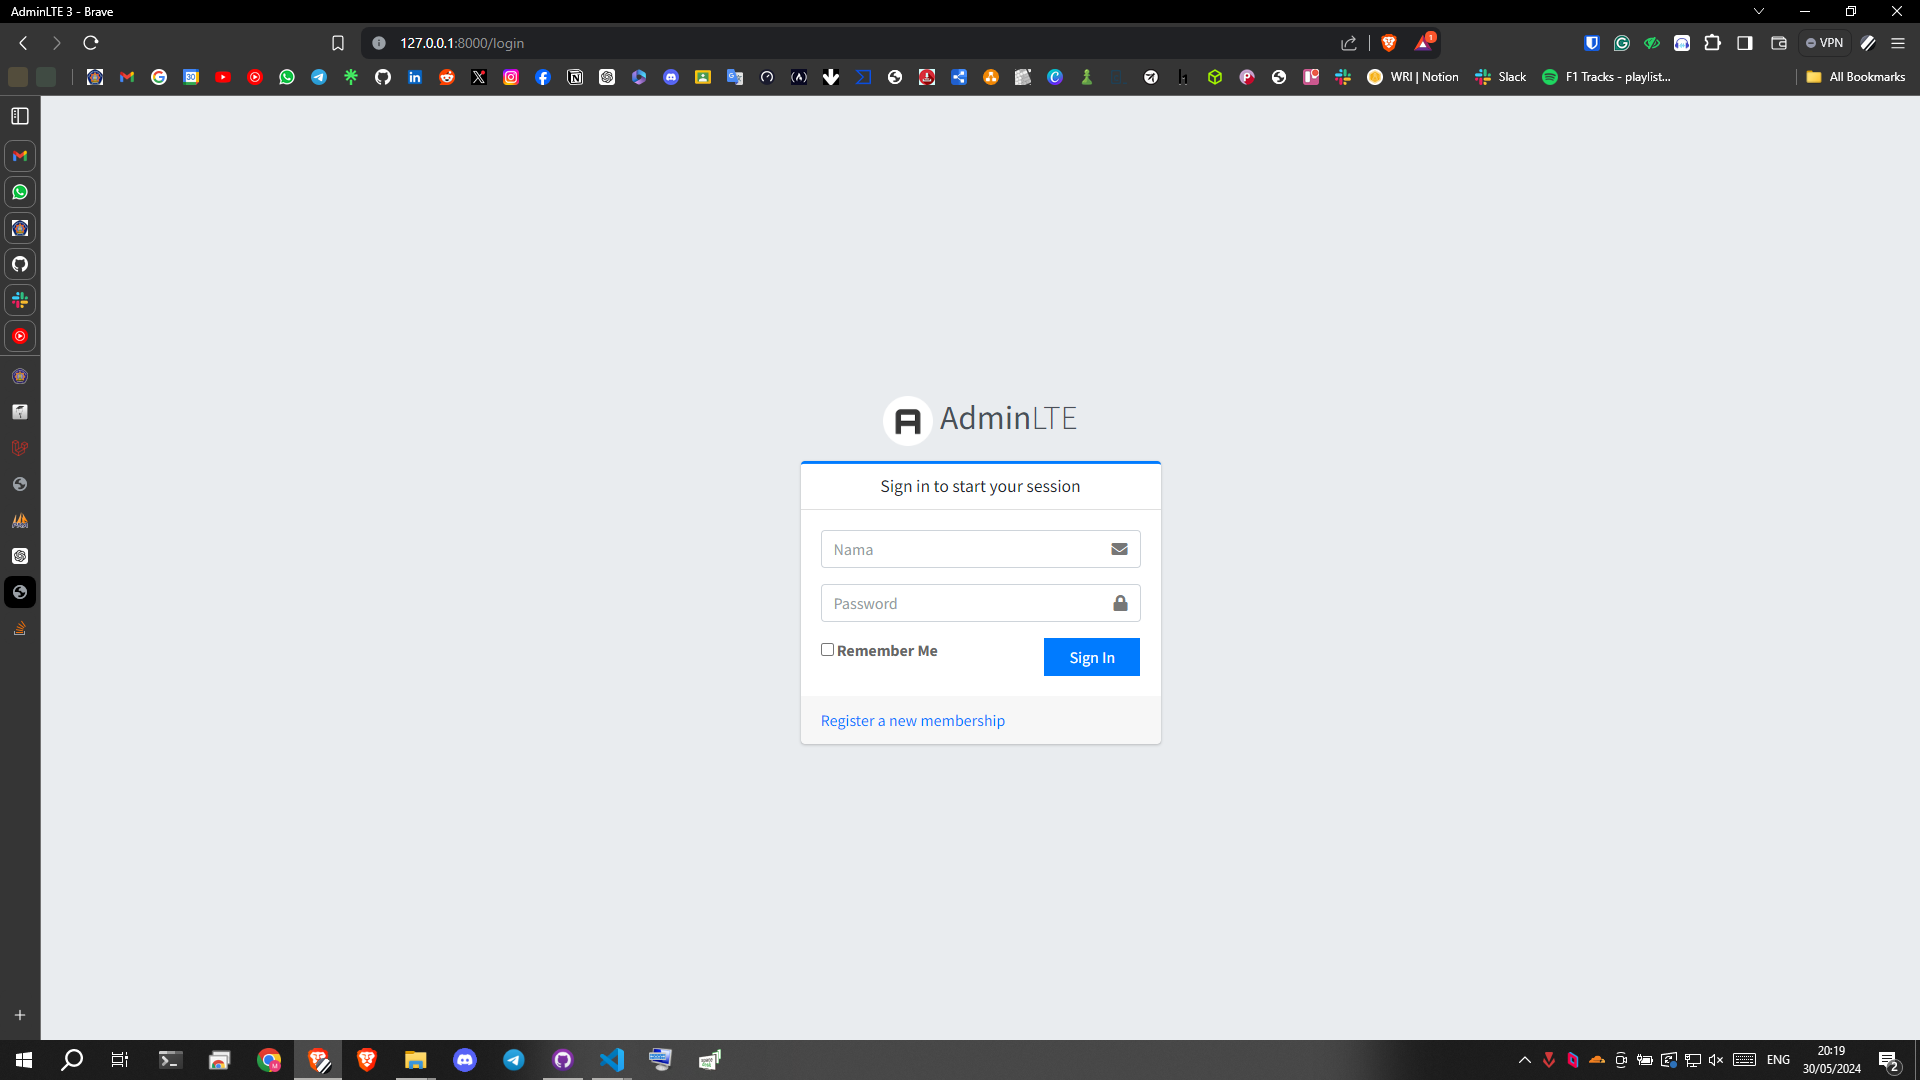 AdminLTE 3 - Brave
127.0.0.1:8000/login
1
VPN
30
WRI | Notion
Slack
F1 Tracks - playlist...
All Bookmarks
AdminLTE
Sign in to start your session
Nama
Password
Remember Me
Sign In
Register a new membership
ENG
20:19
30/05/2024
2